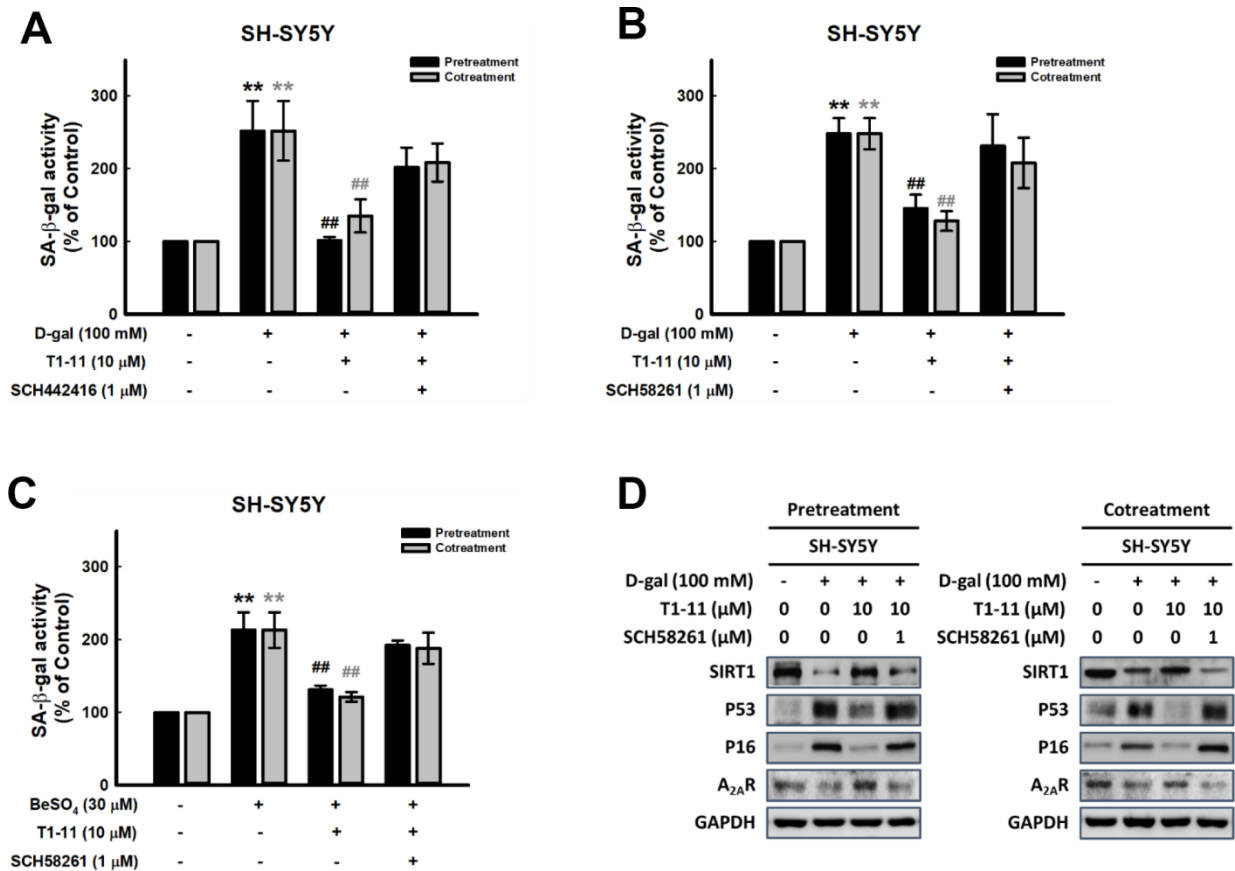 A
SH-SY5Y
Pretreatment
Cotreatment
SA-β-gal activity
(% of Control)
300
200
100
0
** **
## ##
D-gal (100 mM) - + + +
T1-11 (10 μM) - - + +
SCH442416 (1 μM) - - - +
B
SH-SY5Y
Pretreatment
Cotreatment
SA-β-gal activity
(% of Control)
300
200
100
0
** **
## ##
D-gal (100 mM) - + + +
T1-11 (10 μM) - - + +
SCH58261 (1 μM) - - - +
C
SH-SY5Y
Pretreatment
Cotreatment
SA-β-gal activity
(% of Control)
300
200
100
0
** **
## ##
BeSO₄ (30 μM) - + + +
T1-11 (10 μM) - - + +
SCH58261 (1 μM) - - - +
D
Pretreatment
SH-SY5Y
D-gal (100 mM) - + + +
T1-11 (μM) 0 0 10 10
SCH58261 (μM) 0 0 0 1
SIRT1
P53
P16
A₂ₐR
GAPDH
Cotreatment
SH-SY5Y
D-gal (100 mM) - + + +
T1-11 (μM) 0 0 10 10
SCH58261 (μM) 0 0 0 1
SIRT1
P53
P16
A₂ₐR
GAPDH